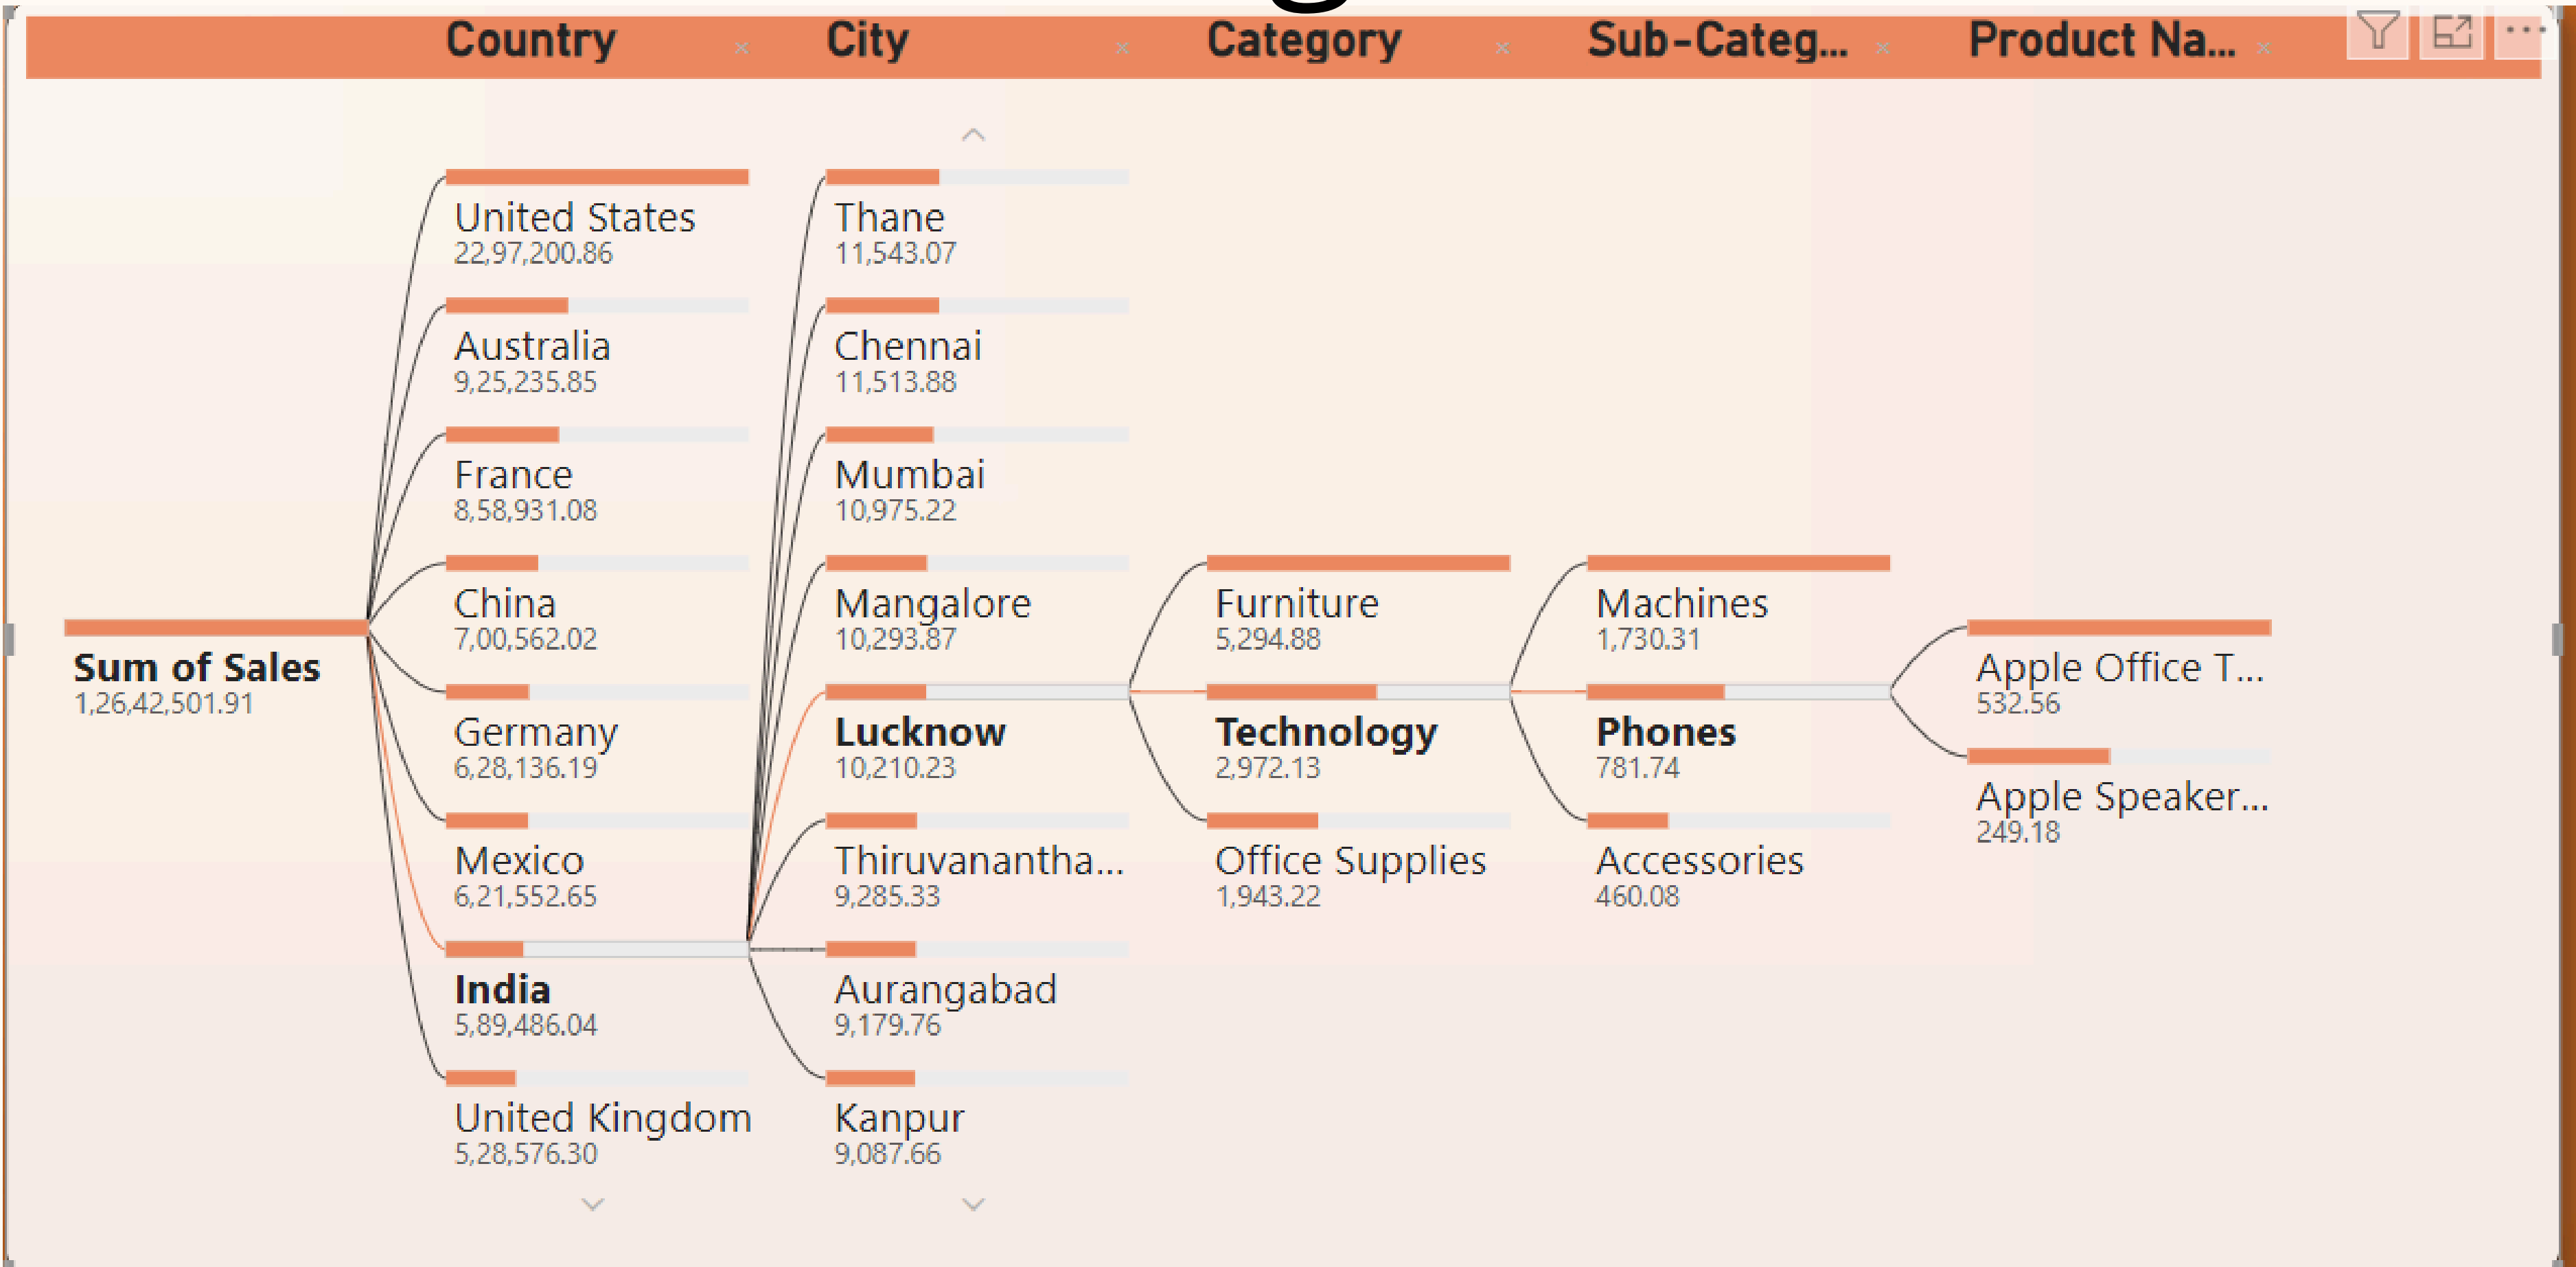 Country
City
Category
Sub-Categ...
Product Na...
Sum of Sales
1,26,42,501.91
United States
22,97,200.86
Australia
9,25,235.85
France
8,58,931.08
China
7,00,562.02
Germany
6,28,136.19
Mexico
6,21,552.65
India
5,89,486.04
United Kingdom
5,28,576.30
Thane
11,543.07
Chennai
11,513.88
Mumbai
10,975.22
Mangalore
10,293.87
Lucknow
10,210.23
Thiruvanantha...
9,285.33
Aurangabad
9,179.76
Kanpur
9,087.66
Furniture
5,294.88
Technology
2,972.13
Office Supplies
1,943.22
Machines
1,730.31
Phones
781.74
Accessories
460.08
Apple Office T...
532.56
Apple Speaker...
249.18